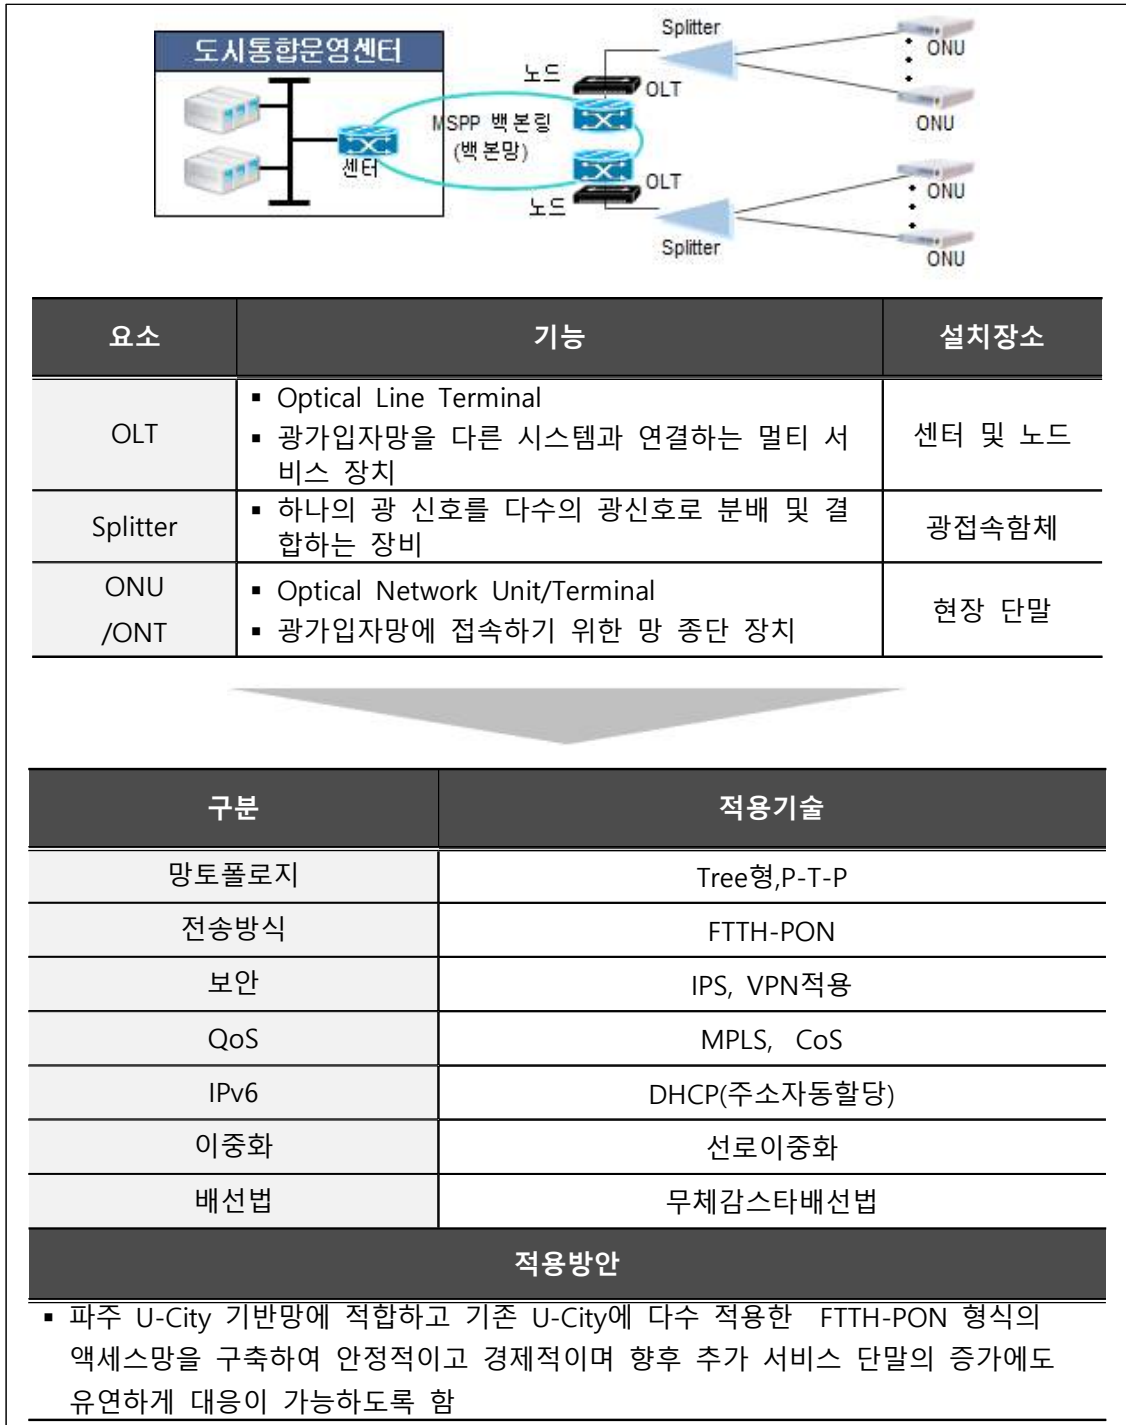 도시통합운영센터
센터
MSPP 백본링
(백본망)
노드
OLT
Splitter
ONU
ONU
노드
OLT
Splitter
ONU
ONU
요소 기능 설치장소
OLT
▪ Optical Line Terminal
▪ 광가입자망을 다른 시스템과 연결하는 멀티 서
비스 장치
센터 및 노드
Splitter
▪ 하나의 광 신호를 다수의 광신호로 분배 및 결
합하는 장비
광접속함체
ONU
/ONT
▪ Optical Network Unit/Terminal
▪ 광가입자망에 접속하기 위한 망 종단 장치
현장 단말
구분 적용기술
망토폴로지 Tree형,P-T-P
전송방식 FTTH-PON
보안 IPS, VPN적용
QoS MPLS, CoS
IPv6 DHCP(주소자동할당)
이중화 선로이중화
배선법 무체감스타배선법
적용방안
▪ 파주 U-City 기반망에 적합하고 기존 U-City에 다수 적용한 FTTH-PON 형식의
액세스망을 구축하여 안정적이고 경제적이며 향후 추가 서비스 단말의 증가에도
유연하게 대응이 가능하도록 함